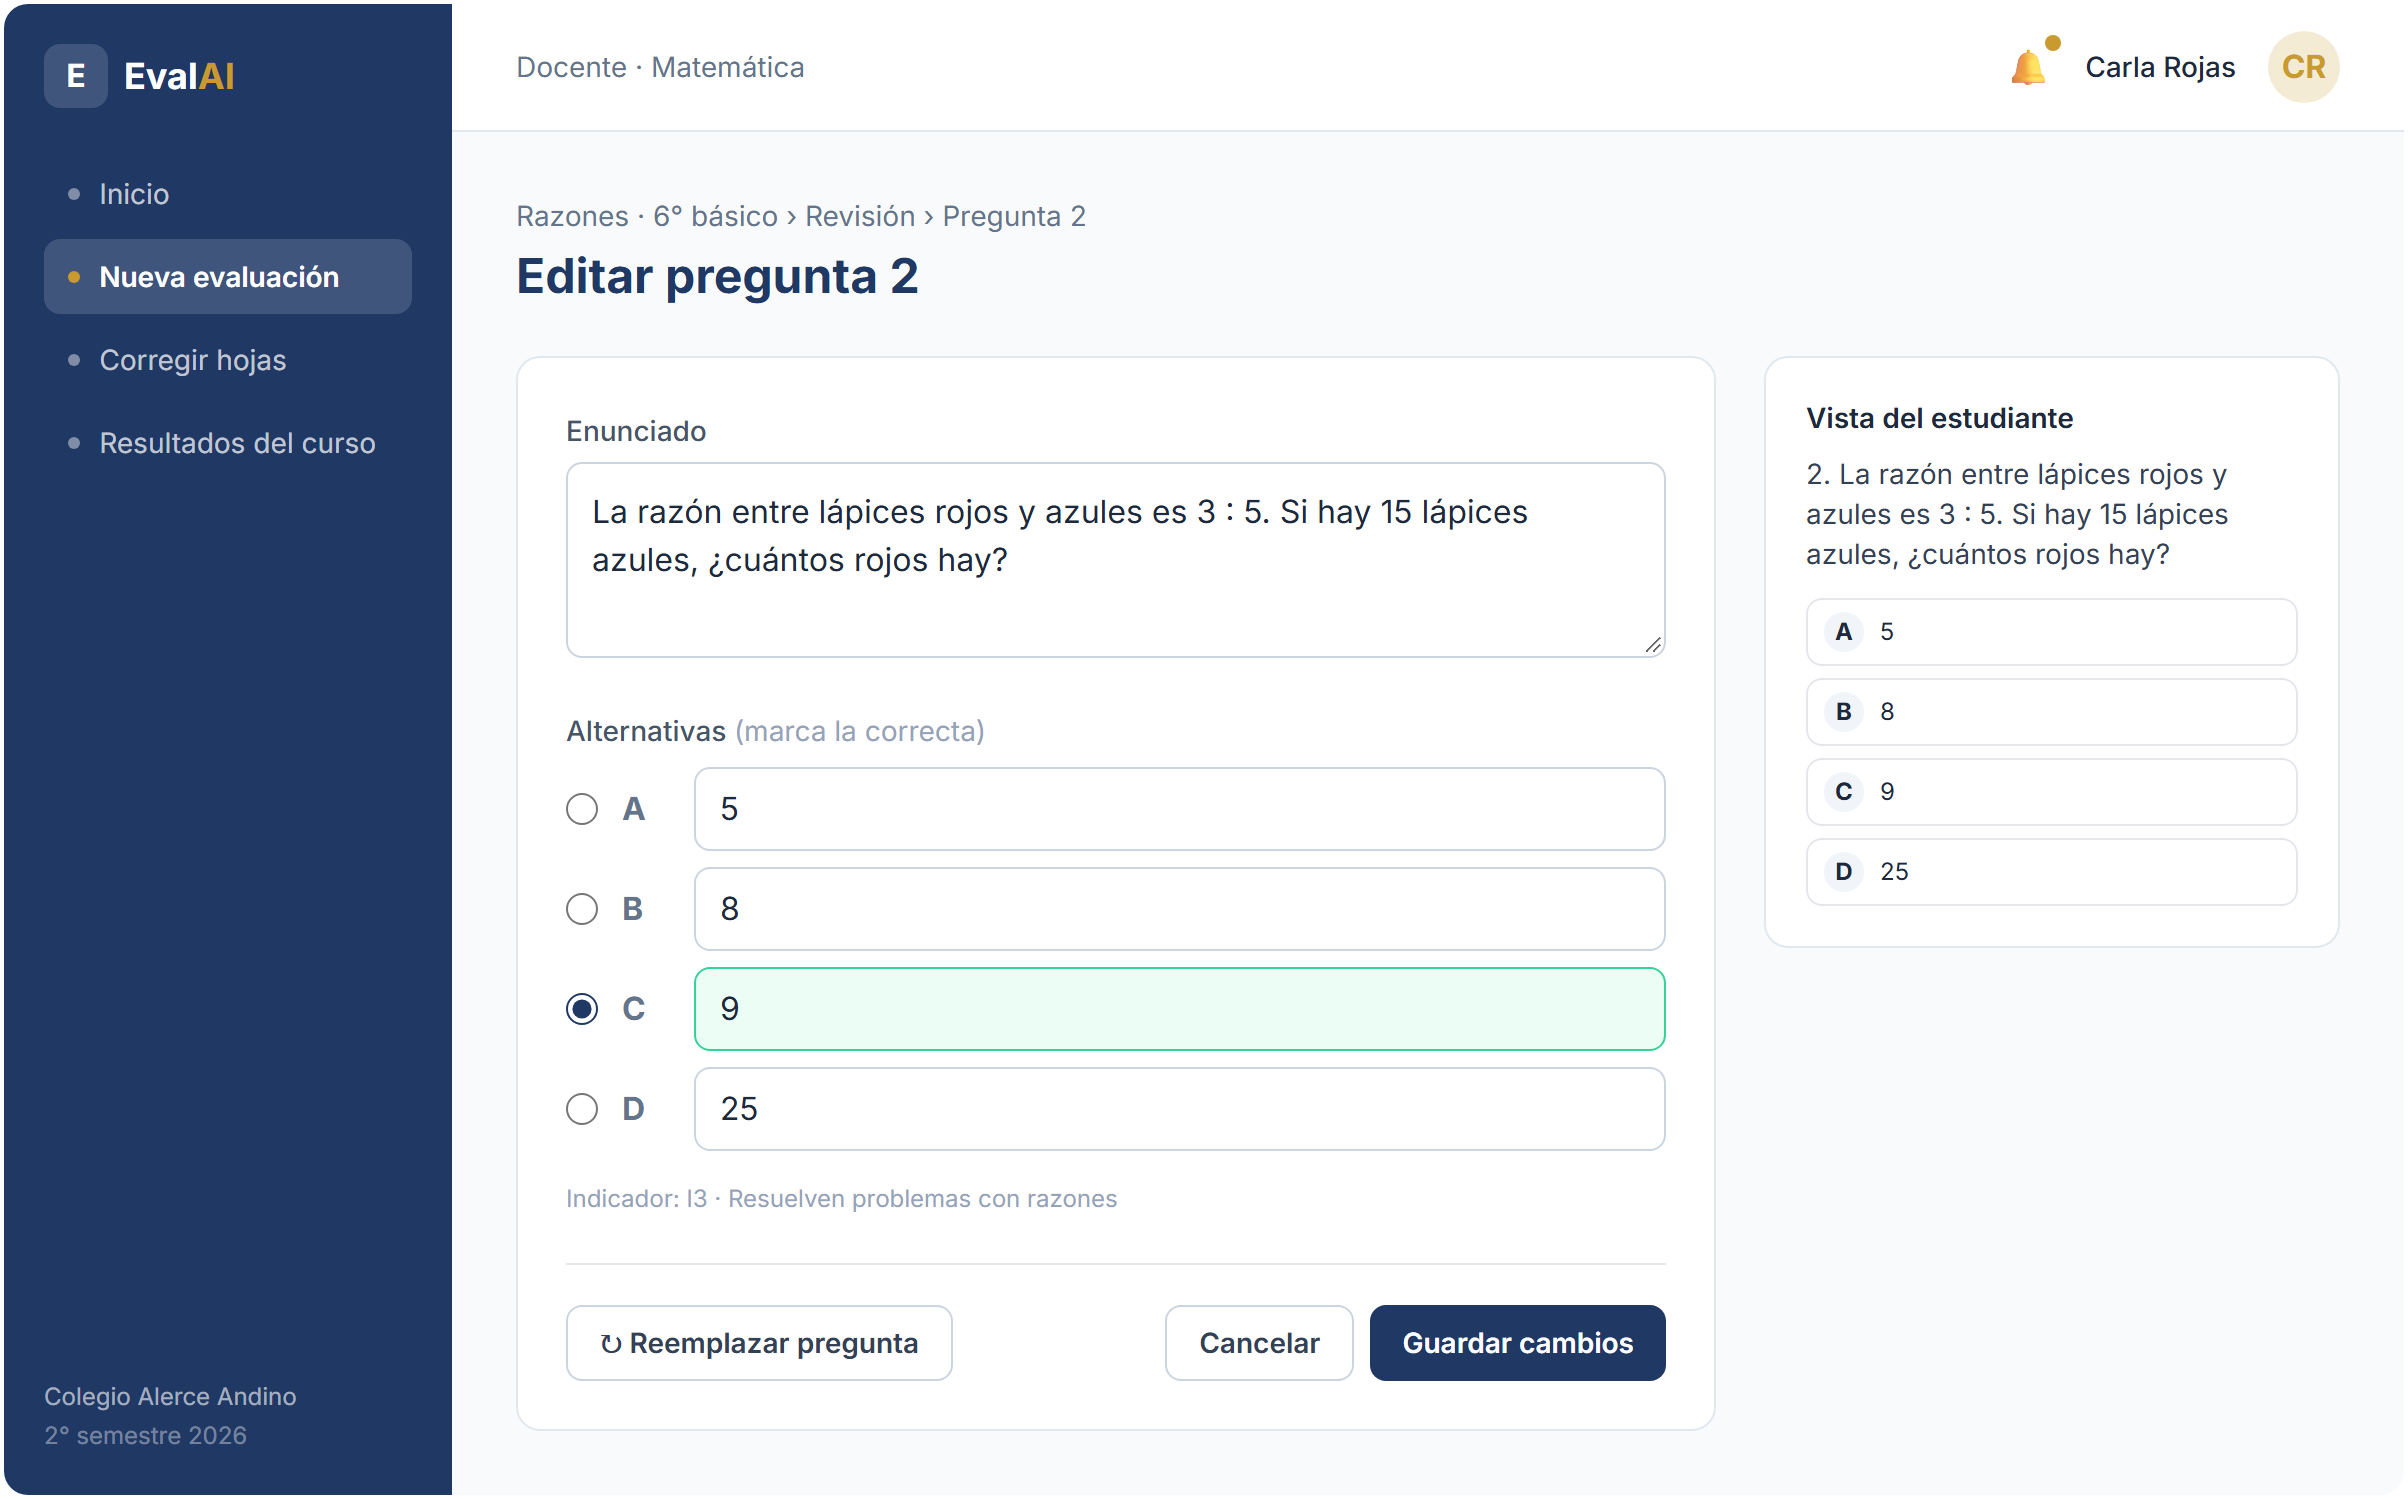 E EvalAI
Inicio
Nueva evaluación
Corregir hojas
Resultados del curso
Colegio Alerce Andino
2° semestre 2026
Docente · Matemática
Carla Rojas CR
Razones · 6° básico › Revisión › Pregunta 2
Editar pregunta 2
Enunciado
La razón entre lápices rojos y azules es 3 : 5. Si hay 15 lápices
azules, ¿cuántos rojos hay?
Alternativas (marca la correcta)
A 5
B 8
C 9
D 25
Indicador: I3 · Resuelven problemas con razones
↻ Reemplazar pregunta
Cancelar
Guardar cambios
Vista del estudiante
2. La razón entre lápices rojos y
azules es 3 : 5. Si hay 15 lápices
azules, ¿cuántos rojos hay?
A 5
B 8
C 9
D 25